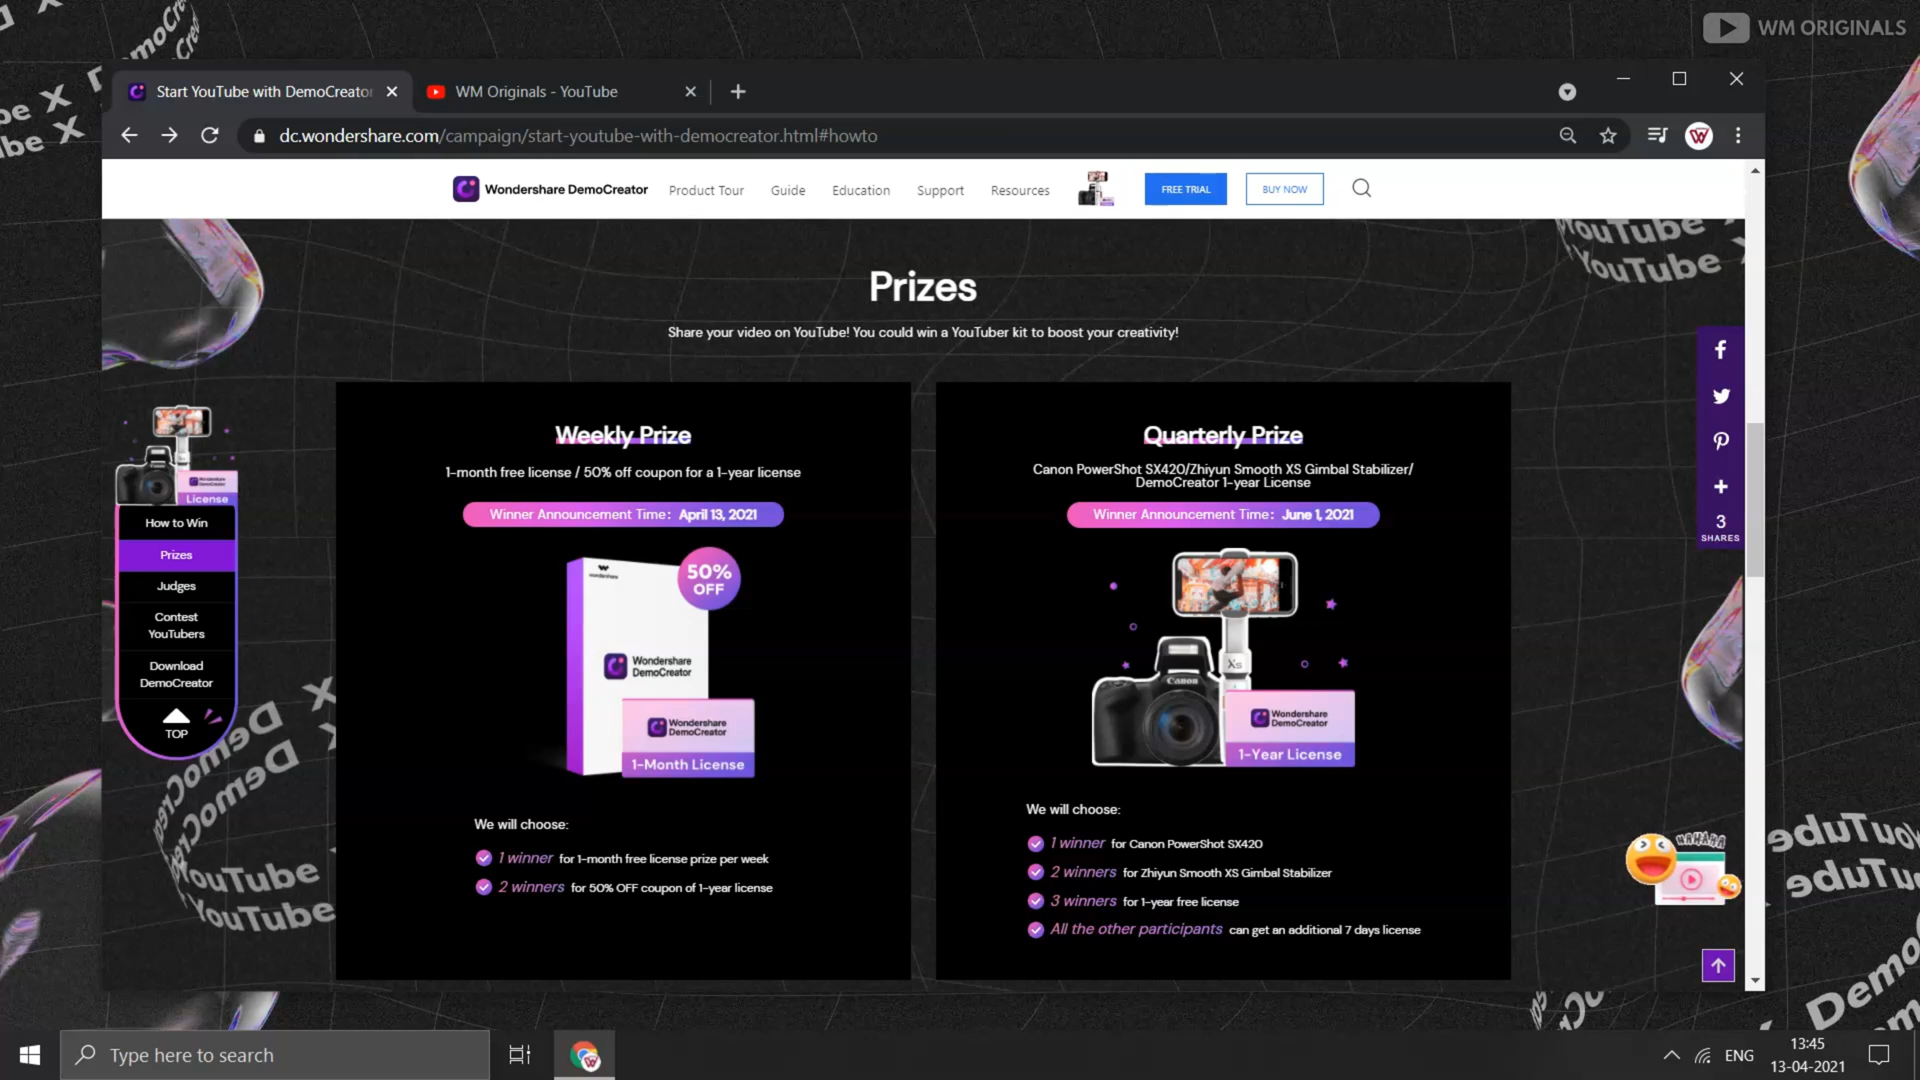 WM ORIGINALS
Start YouTube with DemoCreator
WM Originals - YouTube
dc.wondershare.com/campaign/start-youtube-with-democreator.html#howto
Wondershare DemoCreator
Product Tour
Guide
Education
Support
Resources
FREE TRIAL
BUY NOW
YouTube
YouTube
Prizes
Share your video on YouTube! You could win a YouTuber kit to boost your creativity!
License
How to Win
Prizes
Judges
Contest
YouTubers
Download
DemoCreator
TOP
Weekly Prize
1-month free license / 50% off coupon for a 1-year license
Winner Announcement Time: April 13, 2021
50%
OFF
wondershare
Wondershare
DemoCreator
Wondershare
DemoCreator
1-Month License
We will choose:
1 winner for 1-month free license prize per week
2 winners for 50% OFF coupon of 1-year license
Quarterly Prize
Canon PowerShot SX420/Zhiyun Smooth XS Gimbal Stabilizer/
DemoCreator 1-year License
Winner Announcement Time: June 1, 2021
Xs
Canon
Wondershare
DemoCreator
1-Year License
We will choose:
1 winner for Canon PowerShot SX420
2 winners for Zhiyun Smooth XS Gimbal Stabilizer
3 winners for 1-year free license
All the other participants can get an additional 7 days license
3
SHARES
HAHAHA
DemoCreator
DemoCreator
YouTube
YouTube
Type here to search
ENG
13:45
13-04-2021